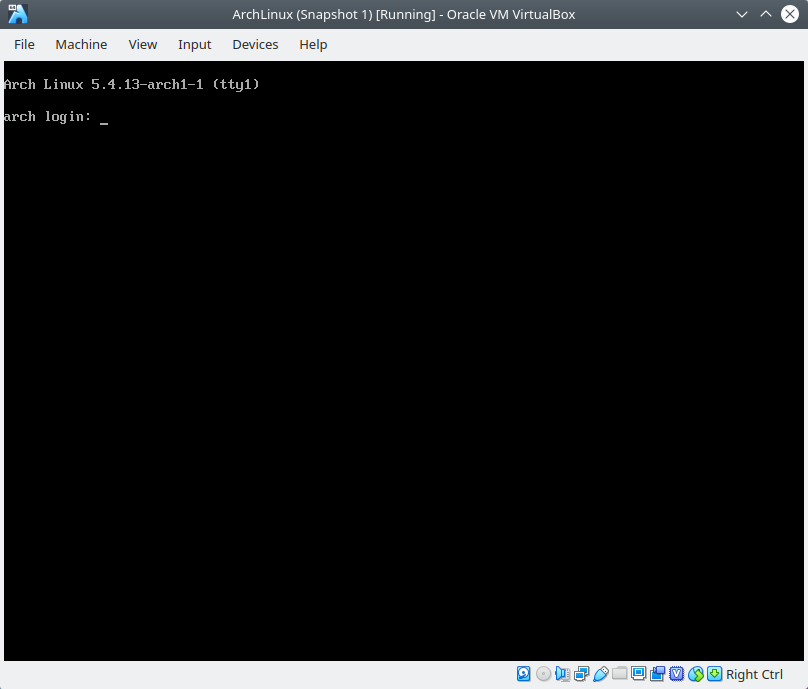 ArchLinux (Snapshot 1) [Running] - Oracle VM VirtualBox
File Machine View Input Devices Help
Arch Linux 5.4.13-arch1-1 (tty1)
arch login: _
Right Ctrl